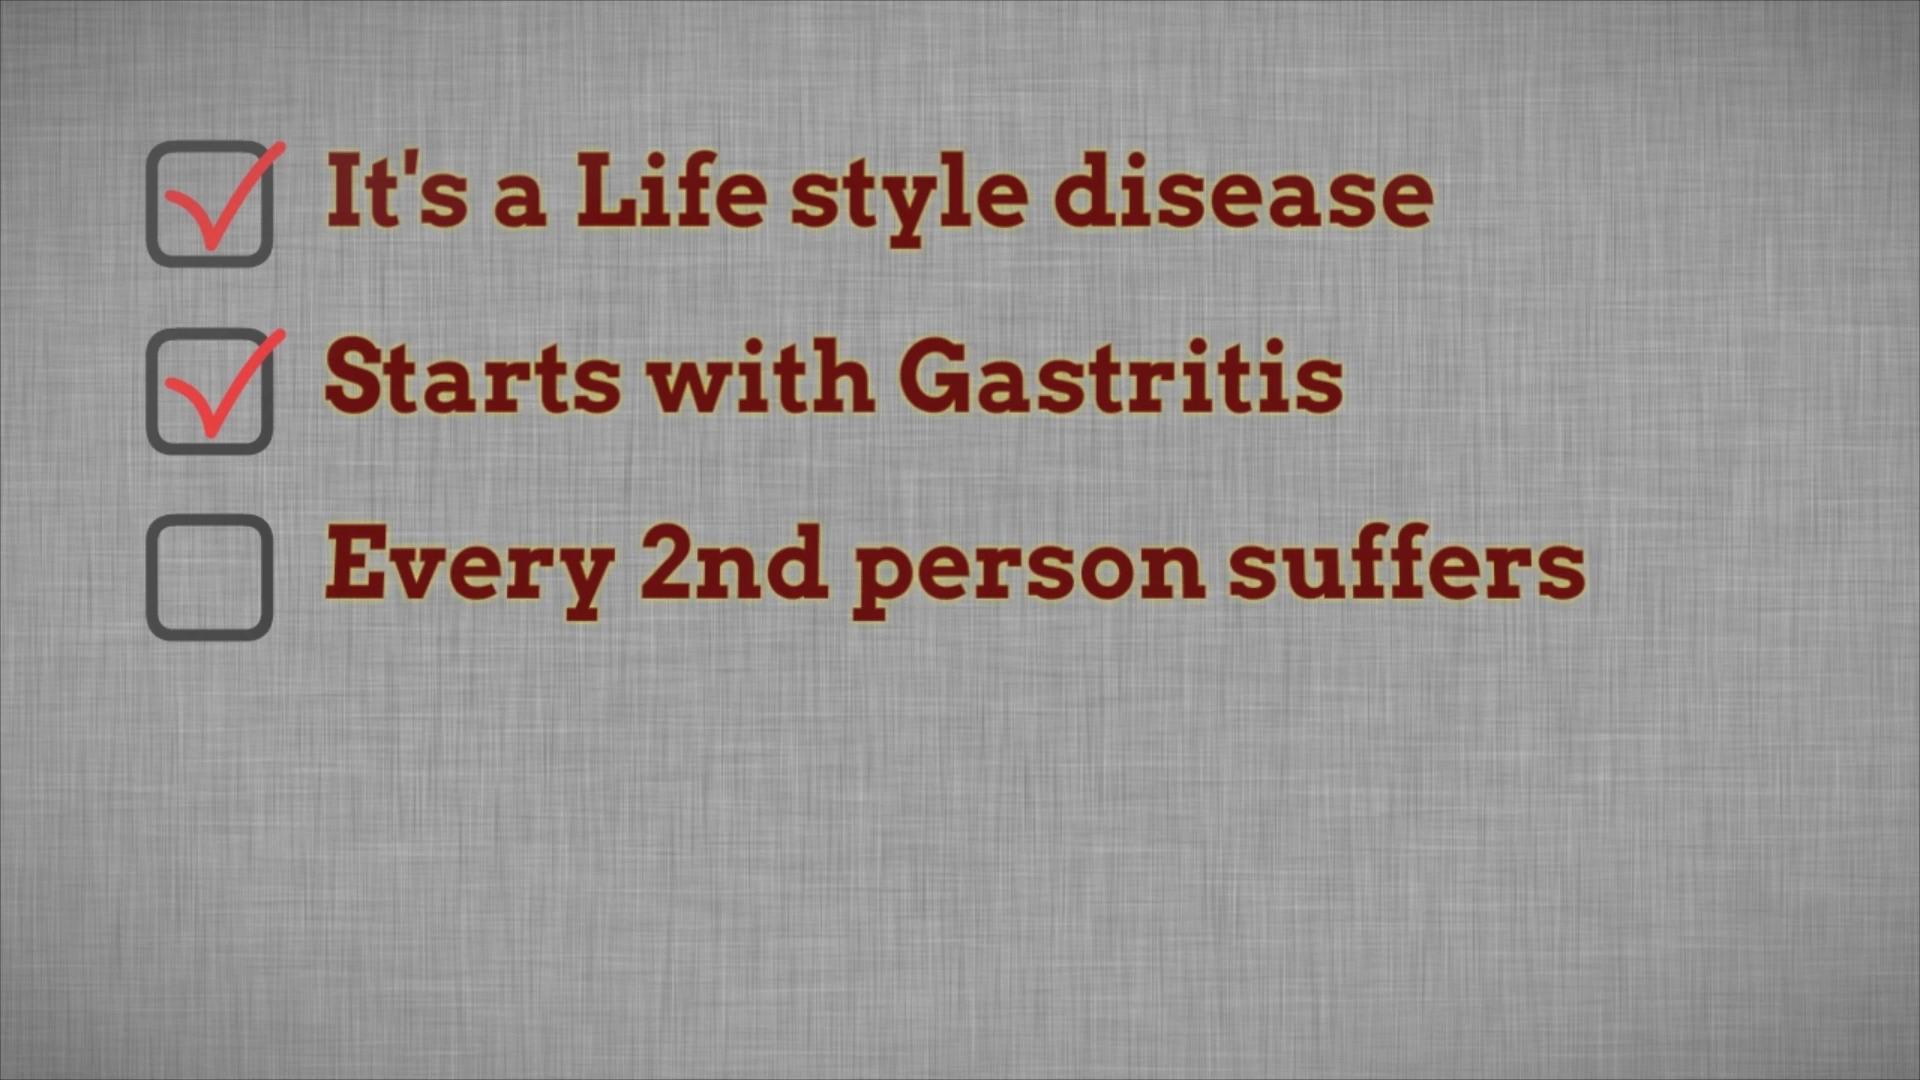 It's a Life style disease
Starts with Gastritis
Every 2nd person suffers